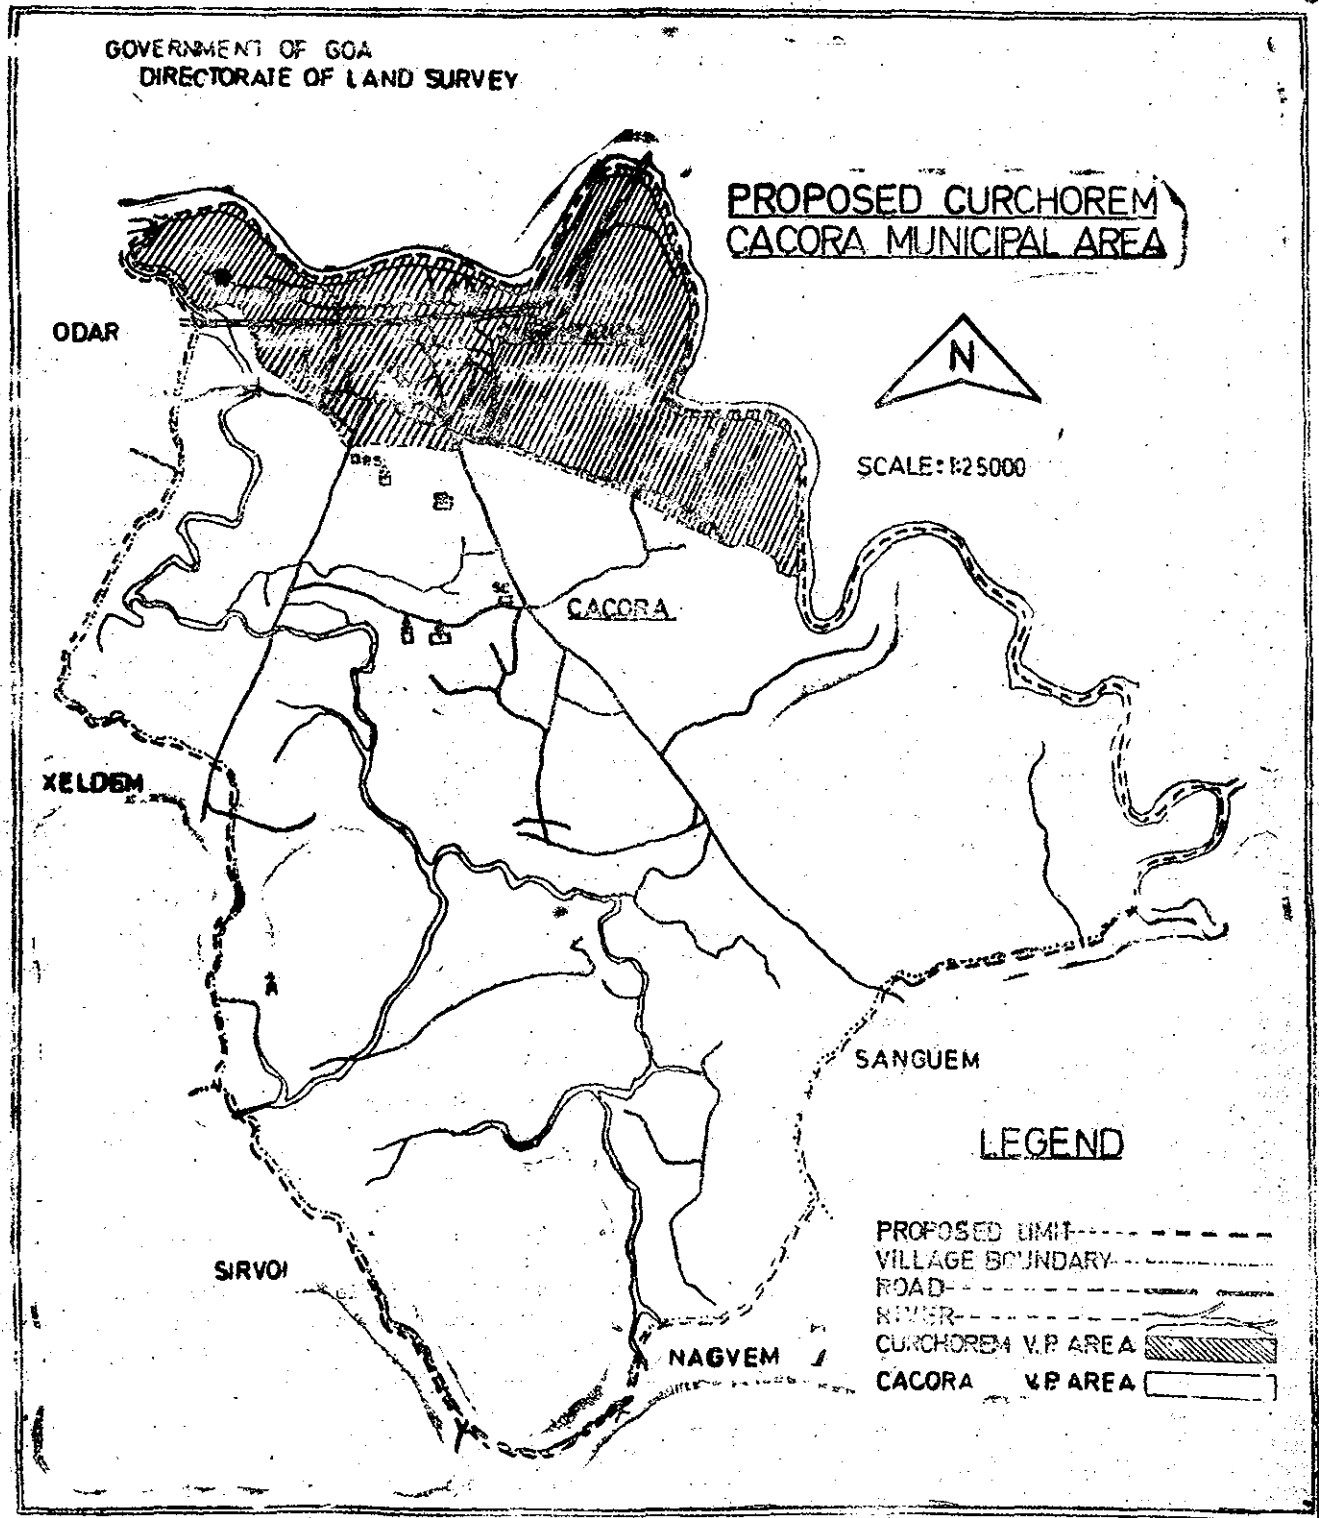 GOVERNMENT OF GOA
DIRECTORATE OF LAND SURVEY
PROPOSED CURCHOREM
CACORA MUNICIPAL AREA
N
ODAR
SCALE:1:25000
CACORA
XELDEM
SANGUEM
LEGEND
PROPOSED LIMIT
VILLAGE BOUNDARY
ROAD
RIVER
SIRVOI
CURCHOREM V.P. AREA
NAGVEM
CACORA V.P. AREA